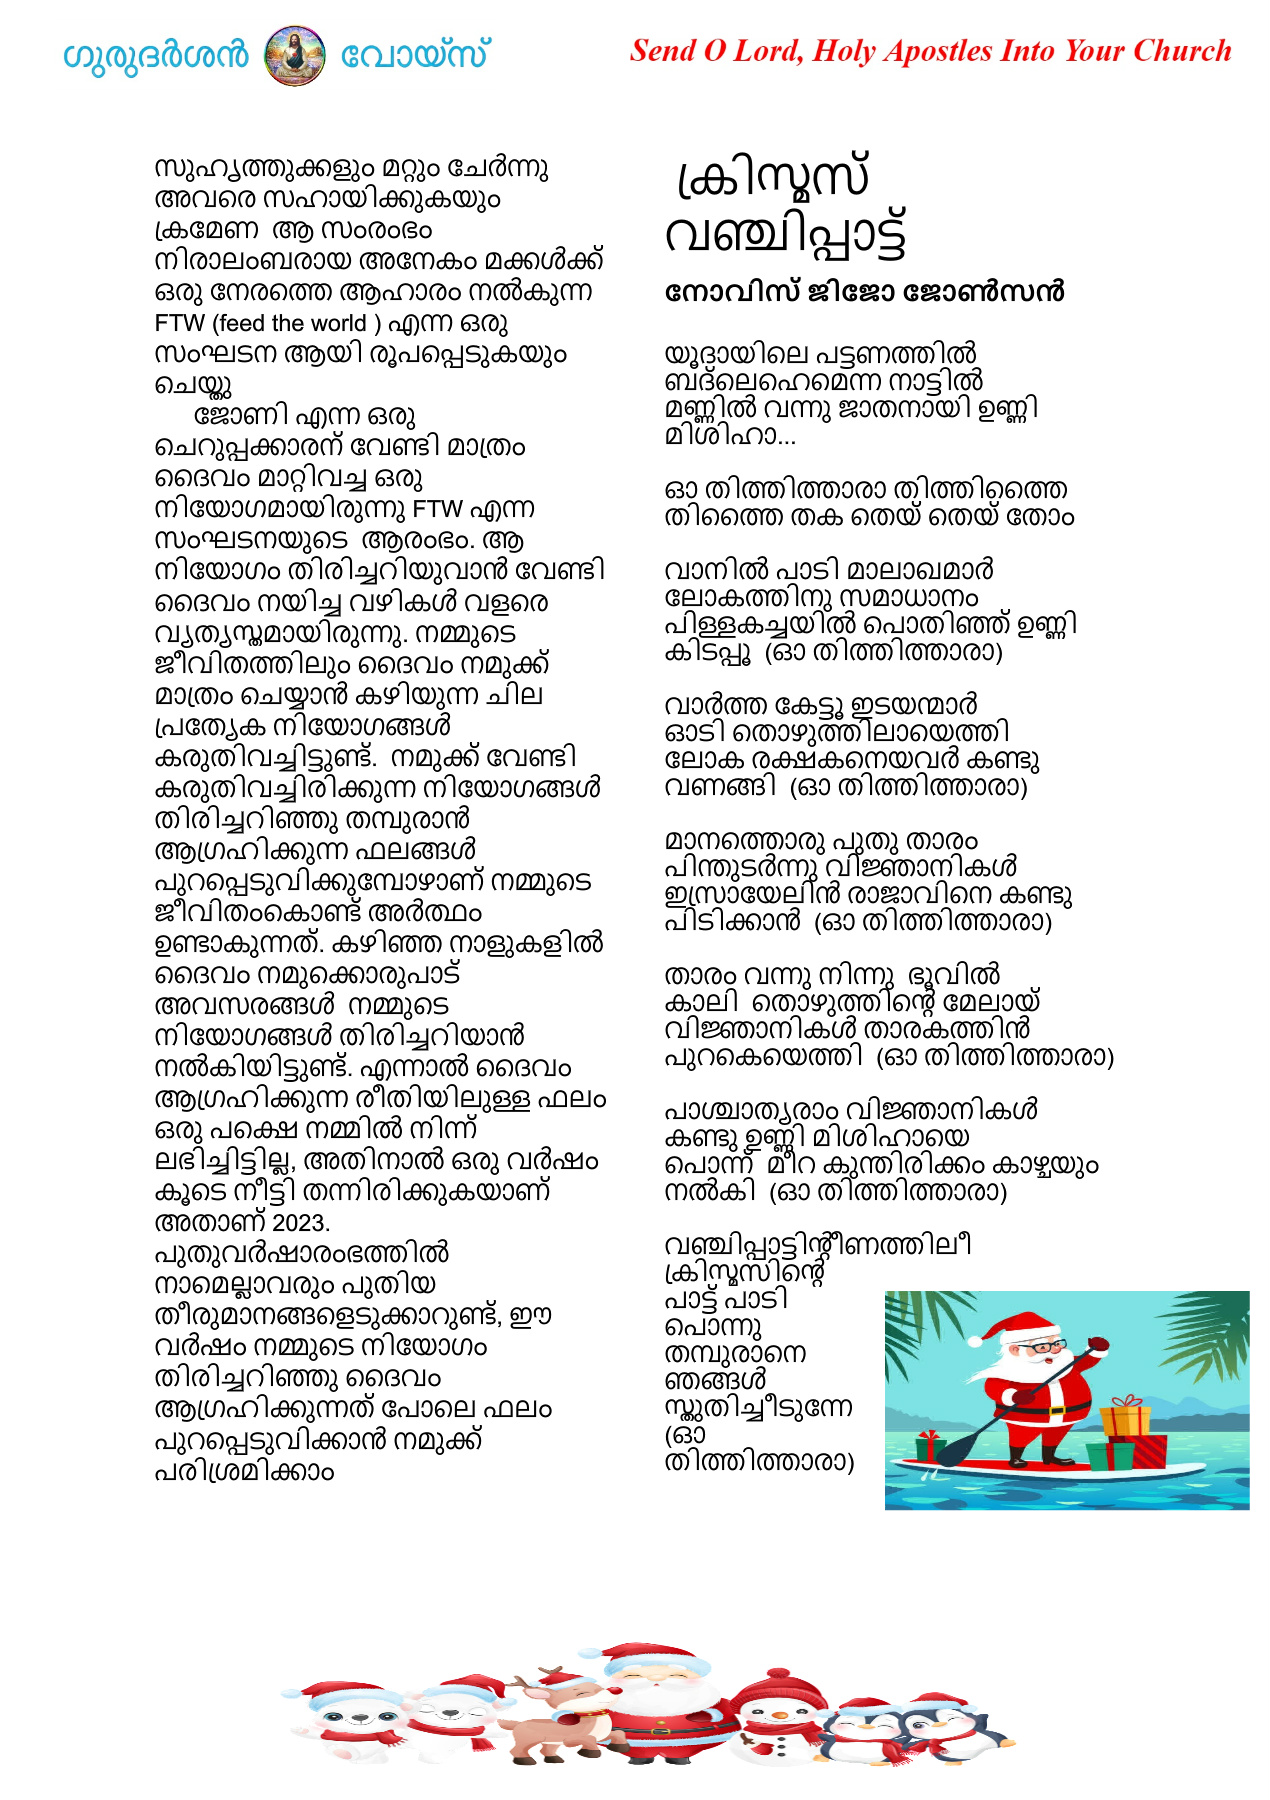 ഗുരുദർശൻ വോയ്സ്
Send O Lord, Holy Apostles Into Your Church
സുഹൃത്തുക്കളും മറ്റും ചേർന്നു
അവരെ സഹായിക്കുകയും
ക്രമേണ  ആ സംരംഭം
നിരാലംബരായ അനേകം മക്കൾക്ക്
ഒരു നേരത്തെ ആഹാരം നൽകുന്ന
FTW (feed the world ) എന്ന ഒരു
സംഘടന ആയി രൂപപ്പെടുകയും
ചെയ്തു
ജോണി എന്ന ഒരു
ചെറുപ്പക്കാരന് വേണ്ടി മാത്രം
ദൈവം മാറ്റിവച്ച ഒരു
നിയോഗമായിരുന്നു FTW എന്ന
സംഘടനയുടെ  ആരംഭം. ആ
നിയോഗം തിരിച്ചറിയുവാൻ വേണ്ടി
ദൈവം നയിച്ച വഴികൾ വളരെ
വ്യത്യസ്തമായിരുന്നു. നമ്മുടെ
ജീവിതത്തിലും ദൈവം നമുക്ക്
മാത്രം ചെയ്യാൻ കഴിയുന്ന ചില
പ്രത്യേക നിയോഗങ്ങൾ
കരുതിവച്ചിട്ടുണ്ട്.  നമുക്ക് വേണ്ടി
കരുതിവച്ചിരിക്കുന്ന നിയോഗങ്ങൾ
തിരിച്ചറിഞ്ഞു തമ്പുരാൻ
ആഗ്രഹിക്കുന്ന ഫലങ്ങൾ
പുറപ്പെടുവിക്കുമ്പോഴാണ് നമ്മുടെ
ജീവിതംകൊണ്ട് അർത്ഥം
ഉണ്ടാകുന്നത്. കഴിഞ്ഞ നാളുകളിൽ
ദൈവം നമുക്കൊരുപാട്
അവസരങ്ങൾ  നമ്മുടെ
നിയോഗങ്ങൾ തിരിച്ചറിയാൻ
നൽകിയിട്ടുണ്ട്. എന്നാൽ ദൈവം
ആഗ്രഹിക്കുന്ന രീതിയിലുള്ള ഫലം
ഒരു പക്ഷെ നമ്മിൽ നിന്ന്
ലഭിച്ചിട്ടില്ല, അതിനാൽ ഒരു വർഷം
കൂടെ നീട്ടി തന്നിരിക്കുകയാണ്
അതാണ് 2023.
പുതുവർഷാരംഭത്തിൽ
നാമെല്ലാവരും പുതിയ
തീരുമാനങ്ങളെടുക്കാറുണ്ട്, ഈ
വർഷം നമ്മുടെ നിയോഗം
തിരിച്ചറിഞ്ഞു ദൈവം
ആഗ്രഹിക്കുന്നത് പോലെ ഫലം
പുറപ്പെടുവിക്കാൻ നമുക്ക്
പരിശ്രമിക്കാം
ക്രിസ്മസ്
വഞ്ചിപ്പാട്ട്
നോവിസ് ജിജോ ജോൺസൻ
യൂദായിലെ പട്ടണത്തിൽ
ബദ്ലെഹെമെന്ന നാട്ടിൽ
മണ്ണിൽ വന്നു ജാതനായി ഉണ്ണി
മിശിഹാ...
ഓ തിത്തിത്താരാ തിത്തിത്തൈ
തിത്തൈ തക തെയ് തെയ് തോം
വാനിൽ പാടി മാലാഖമാർ
ലോകത്തിനു സമാധാനം
പിള്ളകച്ചയിൽ പൊതിഞ്ഞ് ഉണ്ണി
കിടപ്പൂ  (ഓ തിത്തിത്താരാ)
വാർത്ത കേട്ടൂ ഇടയന്മാർ
ഓടി തൊഴുത്തിലായെത്തി
ലോക രക്ഷകനെയവർ കണ്ടു
വണങ്ങി  (ഓ തിത്തിത്താരാ)
മാനത്തൊരു പുതു താരം
പിന്തുടർന്നു വിജ്ഞാനികൾ
ഇസ്രായേലിൻ രാജാവിനെ കണ്ടു
പിടിക്കാൻ  (ഓ തിത്തിത്താരാ)
താരം വന്നു നിന്നു  ഭൂവിൽ
കാലി  തൊഴുത്തിന്റെ മേലായ്
വിജ്ഞാനികൾ താരകത്തിൻ
പുറകെയെത്തി  (ഓ തിത്തിത്താരാ)
പാശ്ചാത്യരാം വിജ്ഞാനികൾ
കണ്ടു ഉണ്ണി മിശിഹായെ
പൊന്ന്  മീറ കുന്തിരിക്കം കാഴ്ചയും
നൽകി  (ഓ തിത്തിത്താരാ)
വഞ്ചിപ്പാട്ടിന്റീണത്തിലീ
ക്രിസ്മസിന്റെ
പാട്ട് പാടി
പൊന്നു
തമ്പുരാനെ
ഞങ്ങൾ
സ്തുതിച്ചീടുന്നേ
(ഓ
തിത്തിത്താരാ)